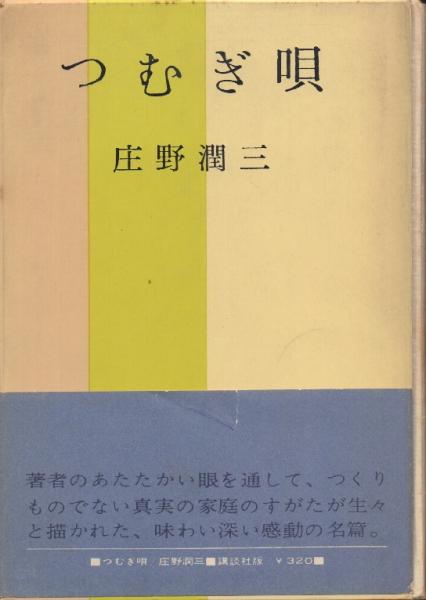 つむぎ唄
庄野潤三
著者のあたたかい眼を通して、つくり
ものでない真実の家庭のすがたが生々
と描かれた、味わい深い感動の名篇。
■つむぎ唄 庄野潤三■講談社版 ¥320■